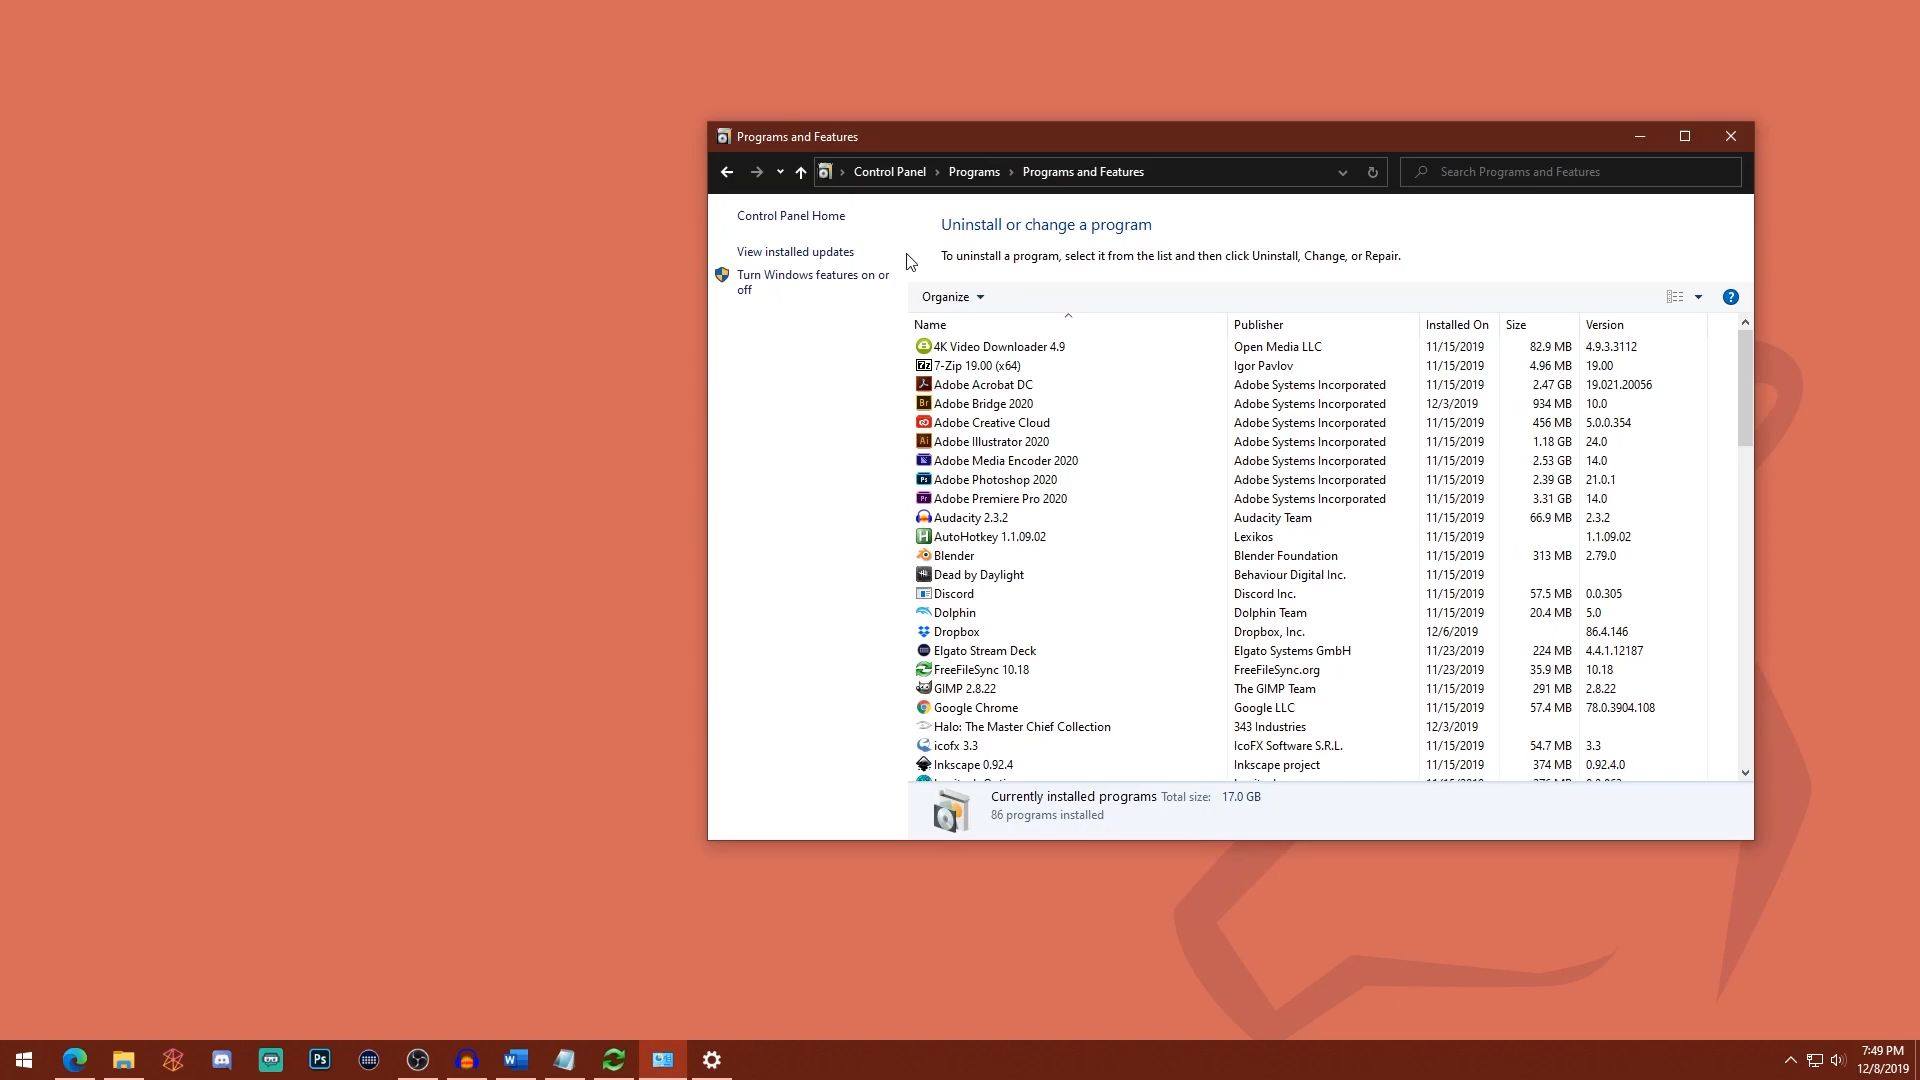 Programs and Features
Control Panel Programs Programs and Features
Search Programs and Features
Control Panel Home
View installed updates
Turn Windows features on or
off
Uninstall or change a program
To uninstall a program, select it from the list and then click Uninstall, Change, or Repair.
Organize
Name Publisher Installed On Size Version
4K Video Downloader 4.9 Open Media LLC 11/15/2019 82.9 MB 4.9.3.3112
7-Zip 19.00 (x64) Igor Pavlov 11/15/2019 4.96 MB 19.00
Adobe Acrobat DC Adobe Systems Incorporated 11/15/2019 2.47 GB 19.021.20056
Adobe Bridge 2020 Adobe Systems Incorporated 12/3/2019 934 MB 10.0
Adobe Creative Cloud Adobe Systems Incorporated 11/15/2019 456 MB 5.0.0.354
Adobe Illustrator 2020 Adobe Systems Incorporated 11/15/2019 1.18 GB 24.0
Adobe Media Encoder 2020 Adobe Systems Incorporated 11/15/2019 2.53 GB 14.0
Adobe Photoshop 2020 Adobe Systems Incorporated 11/15/2019 2.39 GB 21.0.1
Adobe Premiere Pro 2020 Adobe Systems Incorporated 11/15/2019 3.31 GB 14.0
Audacity 2.3.2 Audacity Team 11/15/2019 66.9 MB 2.3.2
AutoHotkey 1.1.09.02 Lexikos 11/15/2019 1.1.09.02
Blender Blender Foundation 11/15/2019 313 MB 2.79.0
Dead by Daylight Behaviour Digital Inc. 11/15/2019
Discord Discord Inc. 11/15/2019 57.5 MB 0.0.305
Dolphin Dolphin Team 11/15/2019 20.4 MB 5.0
Dropbox Dropbox, Inc. 12/6/2019 86.4.146
Elgato Stream Deck Elgato Systems GmbH 11/23/2019 224 MB 4.4.1.12187
FreeFileSync 10.18 FreeFileSync.org 11/23/2019 35.9 MB 10.18
GIMP 2.8.22 The GIMP Team 11/15/2019 291 MB 2.8.22
Google Chrome Google LLC 11/15/2019 57.4 MB 78.0.3904.108
Halo: The Master Chief Collection 343 Industries 12/3/2019
icofx 3.3 IcoFX Software S.R.L. 11/15/2019 54.7 MB 3.3
Inkscape 0.92.4 Inkscape project 11/15/2019 374 MB 0.92.4.0
Currently installed programs Total size: 17.0 GB
86 programs installed
7:49 PM
12/8/2019